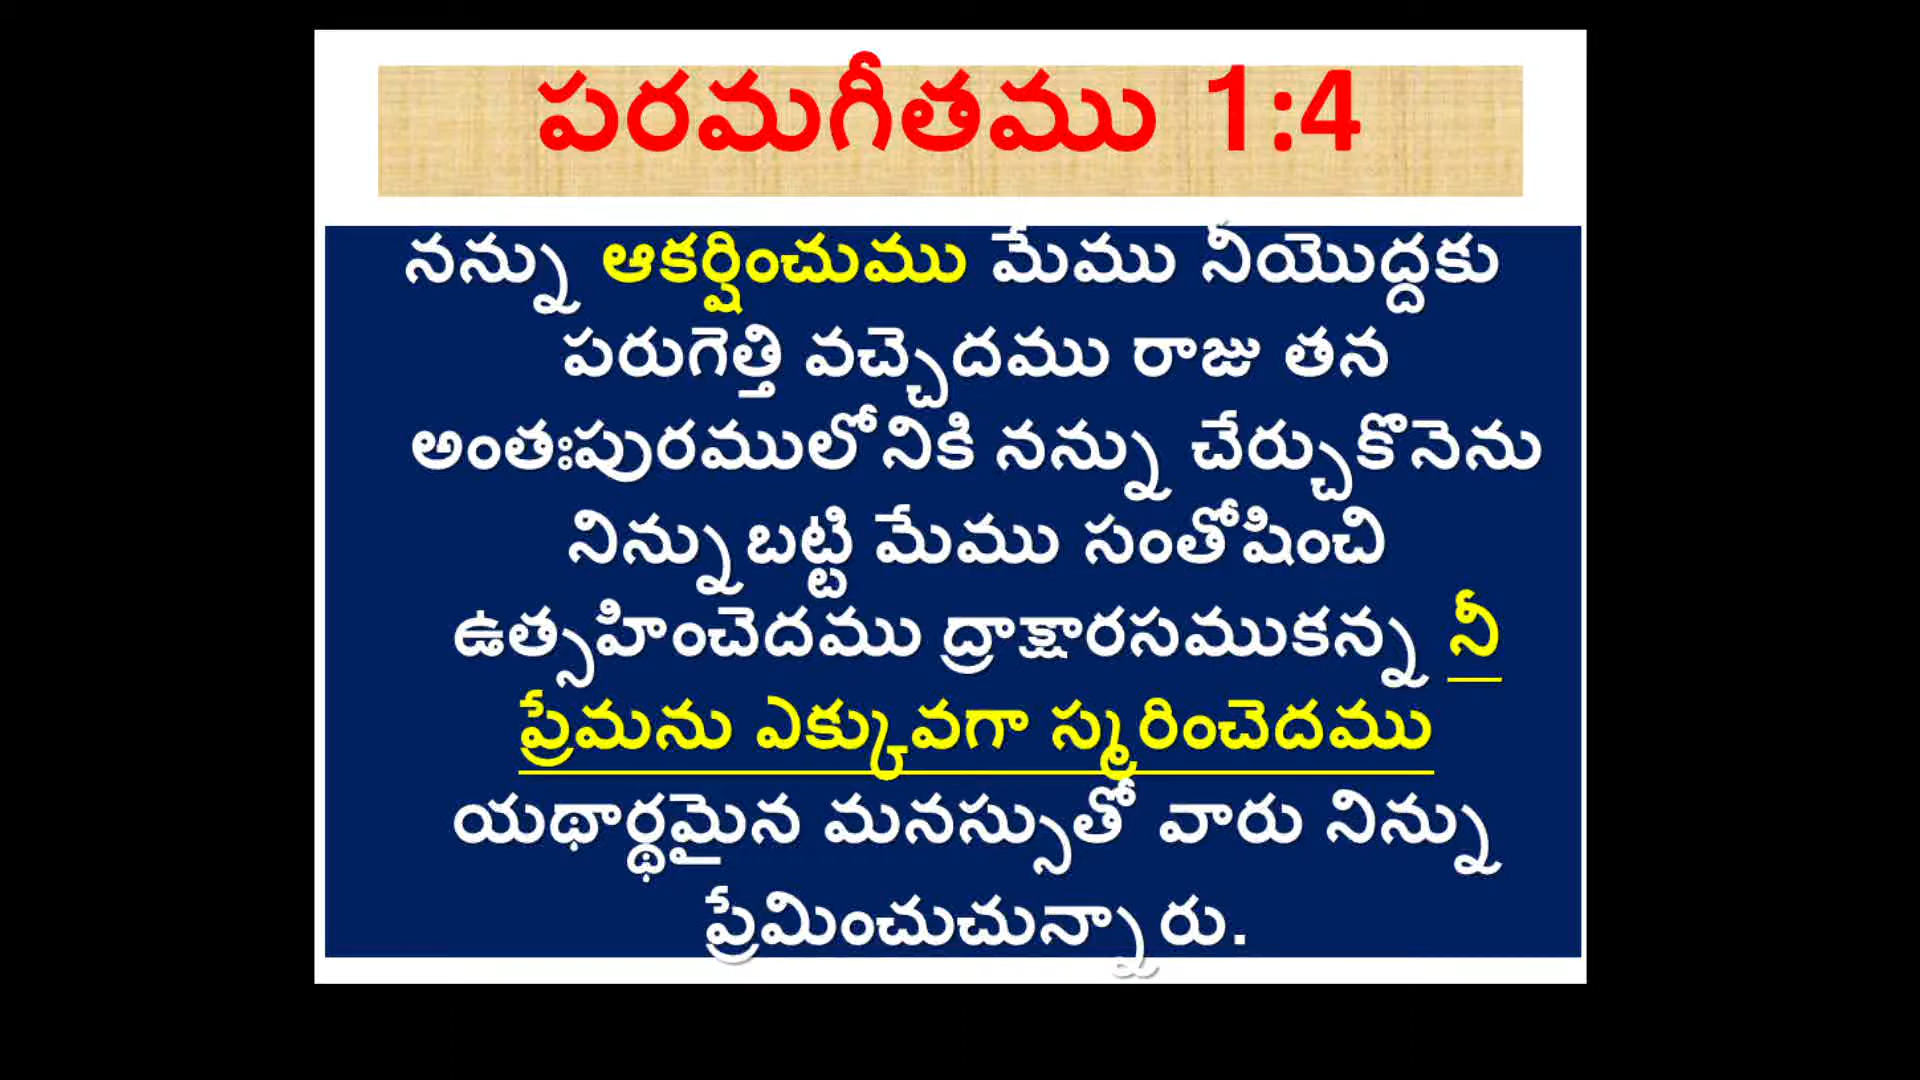 పరమగీతము 1:4
నన్ను ఆకర్షించుము మేము నీయొద్దకు
పరుగెత్తి వచ్చెదము రాజు తన
అంతఃపురములోనికి నన్ను చేర్చుకొనెను
నిన్నుబట్టి మేము సంతోషించి
ఉత్సహించెదము ద్రాక్షారసముకన్న నీ
ప్రేమను ఎక్కువగా స్మరించెదము
యథార్థమైన మనస్సుతో వారు నిన్ను
ప్రేమించుచున్నారు.